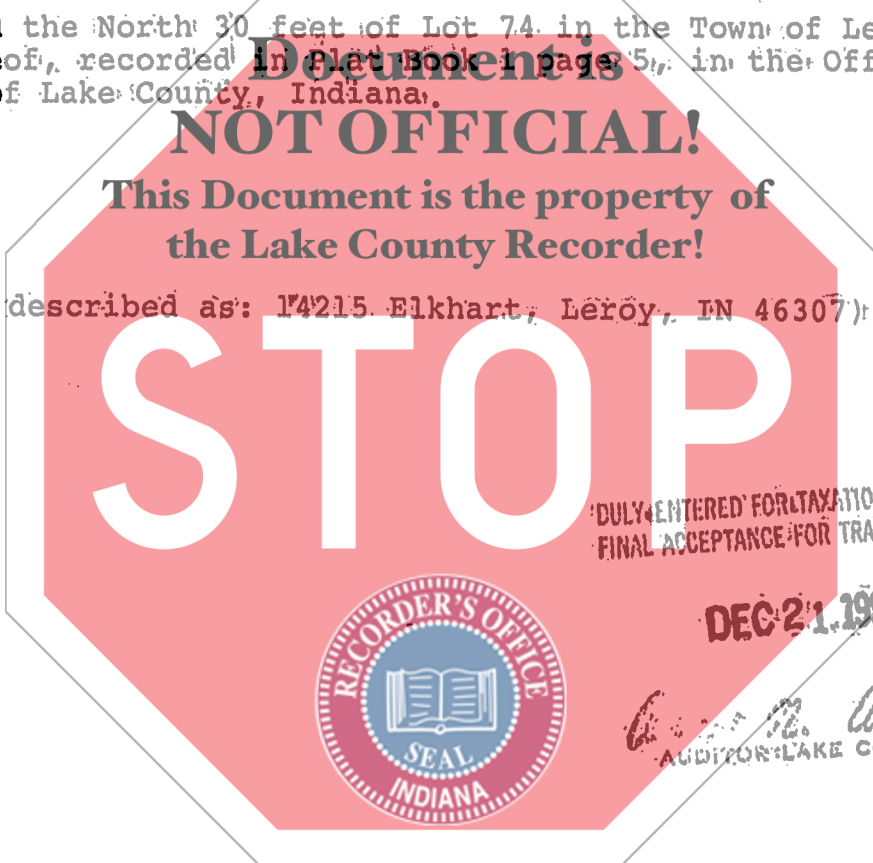 the North 30 feet of Lot 74 in the Town of Le
of, recorded in Plat Book 1 page 5, in the Off
of Lake County, Indiana.
Document is
NOT OFFICIAL!
This Document is the property of
the Lake County Recorder!
described as: 14215 Elkhart, Leroy, IN 46307)
STOP
DULY ENTERED FOR TAXATIO
FINAL ACCEPTANCE FOR TRA
DEC 21 199
RECORDER'S OFFICE
SEAL
INDIANA
AUDITOR LAKE C